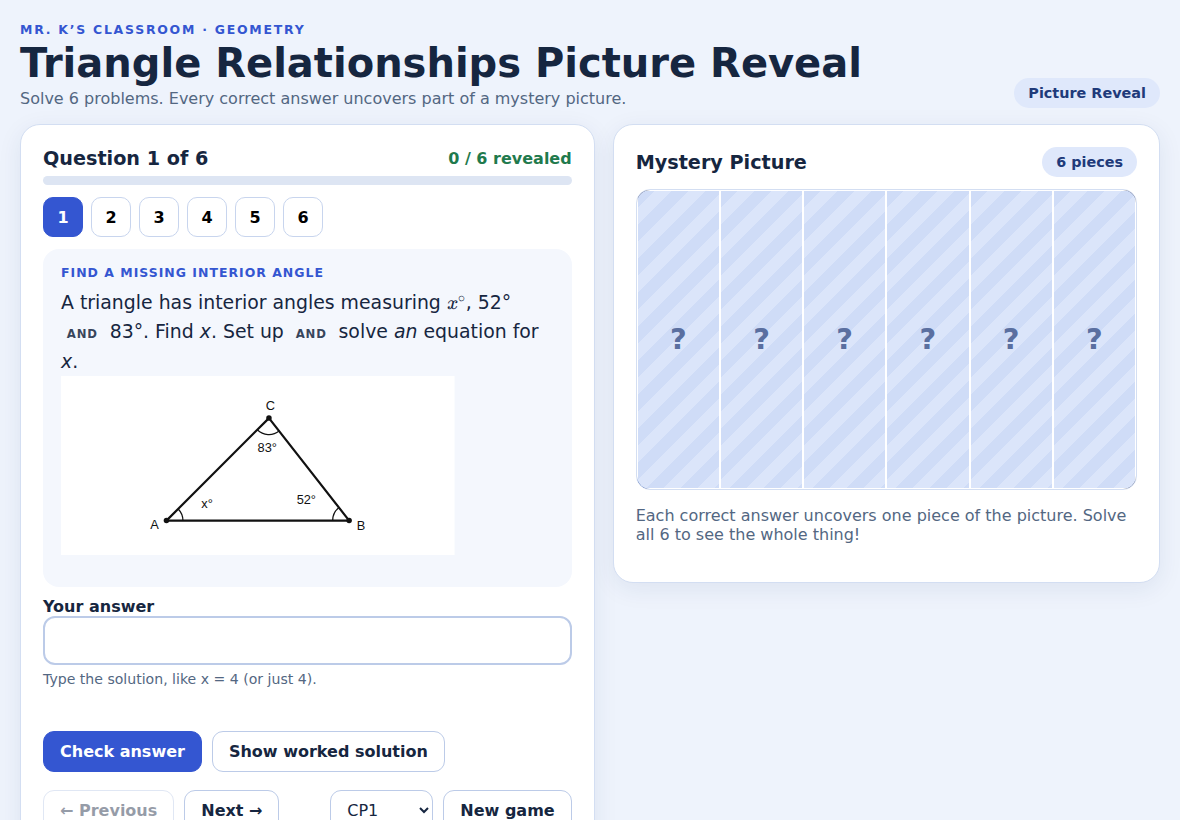 MR. K'S CLASSROOM · GEOMETRY
Triangle Relationships Picture Reveal
Solve 6 problems. Every correct answer uncovers part of a mystery picture.
Picture Reveal
Question 1 of 6
0 / 6 revealed
1 2 3 4 5 6
FIND A MISSING INTERIOR ANGLE
A triangle has interior angles measuring x°, 52°
AND 83°. Find x. Set up AND solve an equation for
x.
C
83°
x°
52°
A
B
Your answer
Type the solution, like x = 4 (or just 4).
Check answer
Show worked solution
← Previous
Next →
CP1
New game
Mystery Picture
6 pieces
? ? ? ? ? ?
Each correct answer uncovers one piece of the picture. Solve
all 6 to see the whole thing!